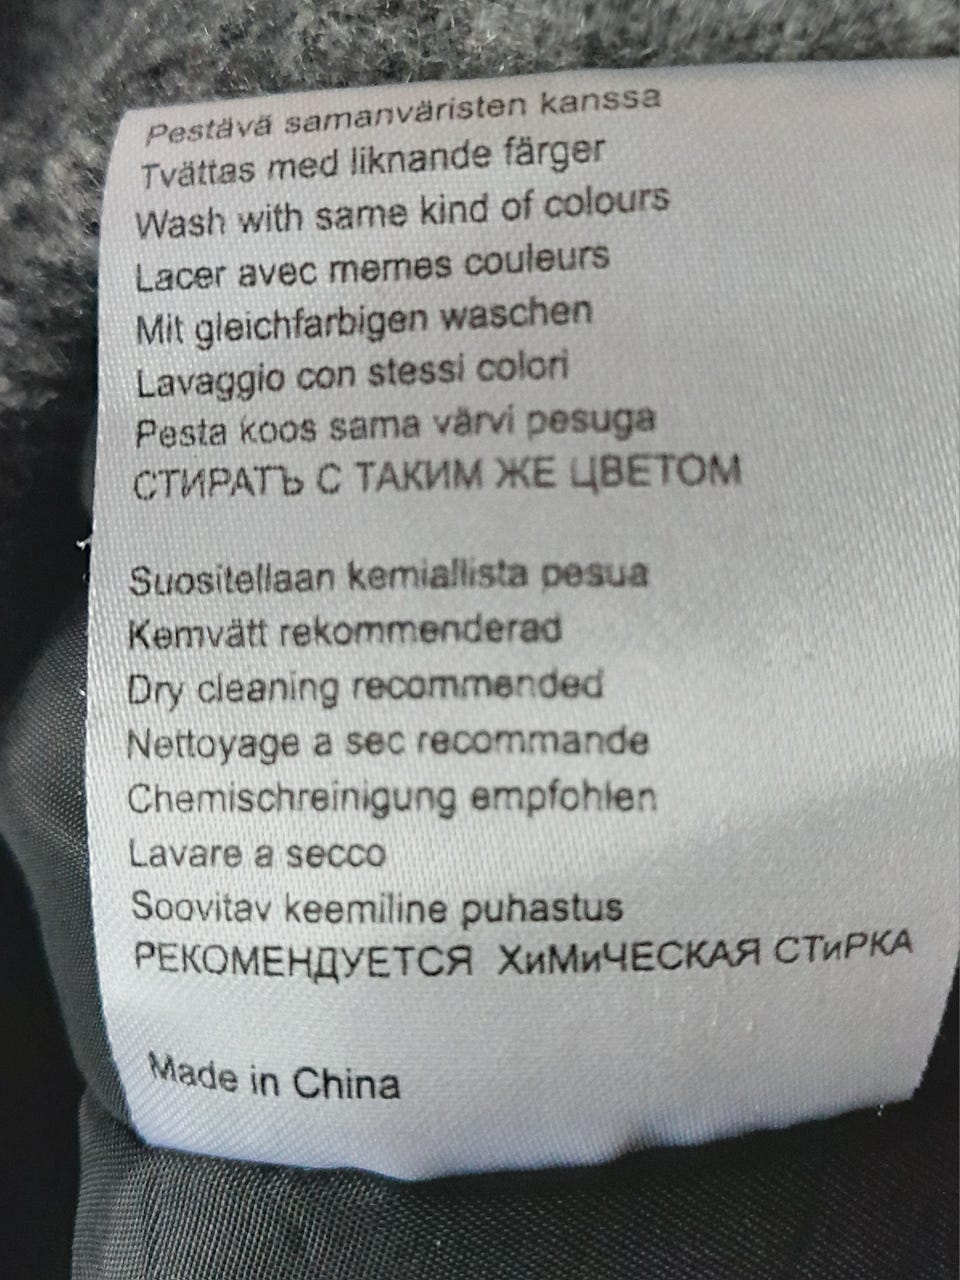 Pestävä samanväristen kanssa
Tvättas med liknande färger
Wash with same kind of colours
Lacer avec memes couleurs
Mit gleichfarbigen waschen
Lavaggio con stessi colori
Pesta koos sama värvi pesuga
СТИРАТЪ С ТАКИМ ЖЕ ЦВЕТОМ
Suositellaan kemiallista pesua
Kemvätt rekommenderad
Dry cleaning recommended
Nettoyage a sec recommande
Chemischreinigung empfohlen
Lavare a secco
Soovitav keemiline puhastus
РЕКОМЕНДУЕТСЯ ХиМиЧЕСКАЯ СТиРКА
Made in China